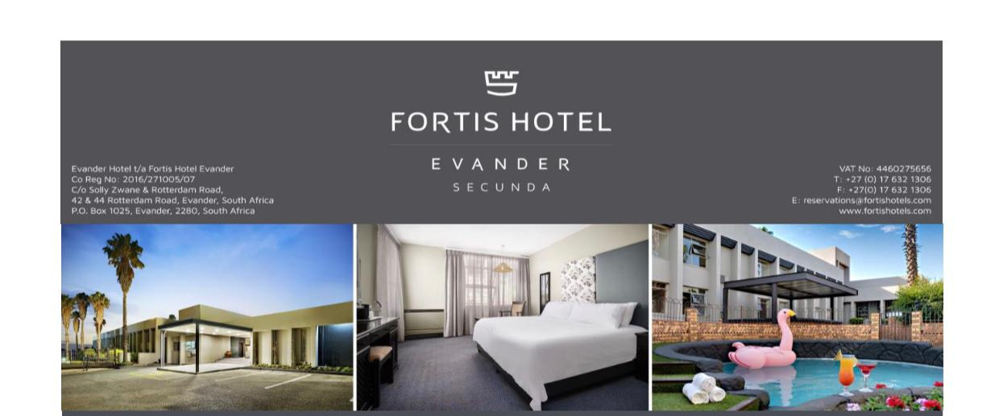 FORTIS HOTEL
EVANDER
SECUNDA
Evander Hotel t/a Fortis Hotel Evander
Co Reg No: 2016/271005/07
C/o Solly Zwane & Rotterdam Road,
42 & 44 Rotterdam Road, Evander, South Africa
P.O. Box 1025, Evander, 2280, South Africa
VAT No: 4460275656
T: +27 (0) 17 632 1306
F: +27(0) 17 632 1306
E: reservations@fortishotels.com
www.fortishotels.com